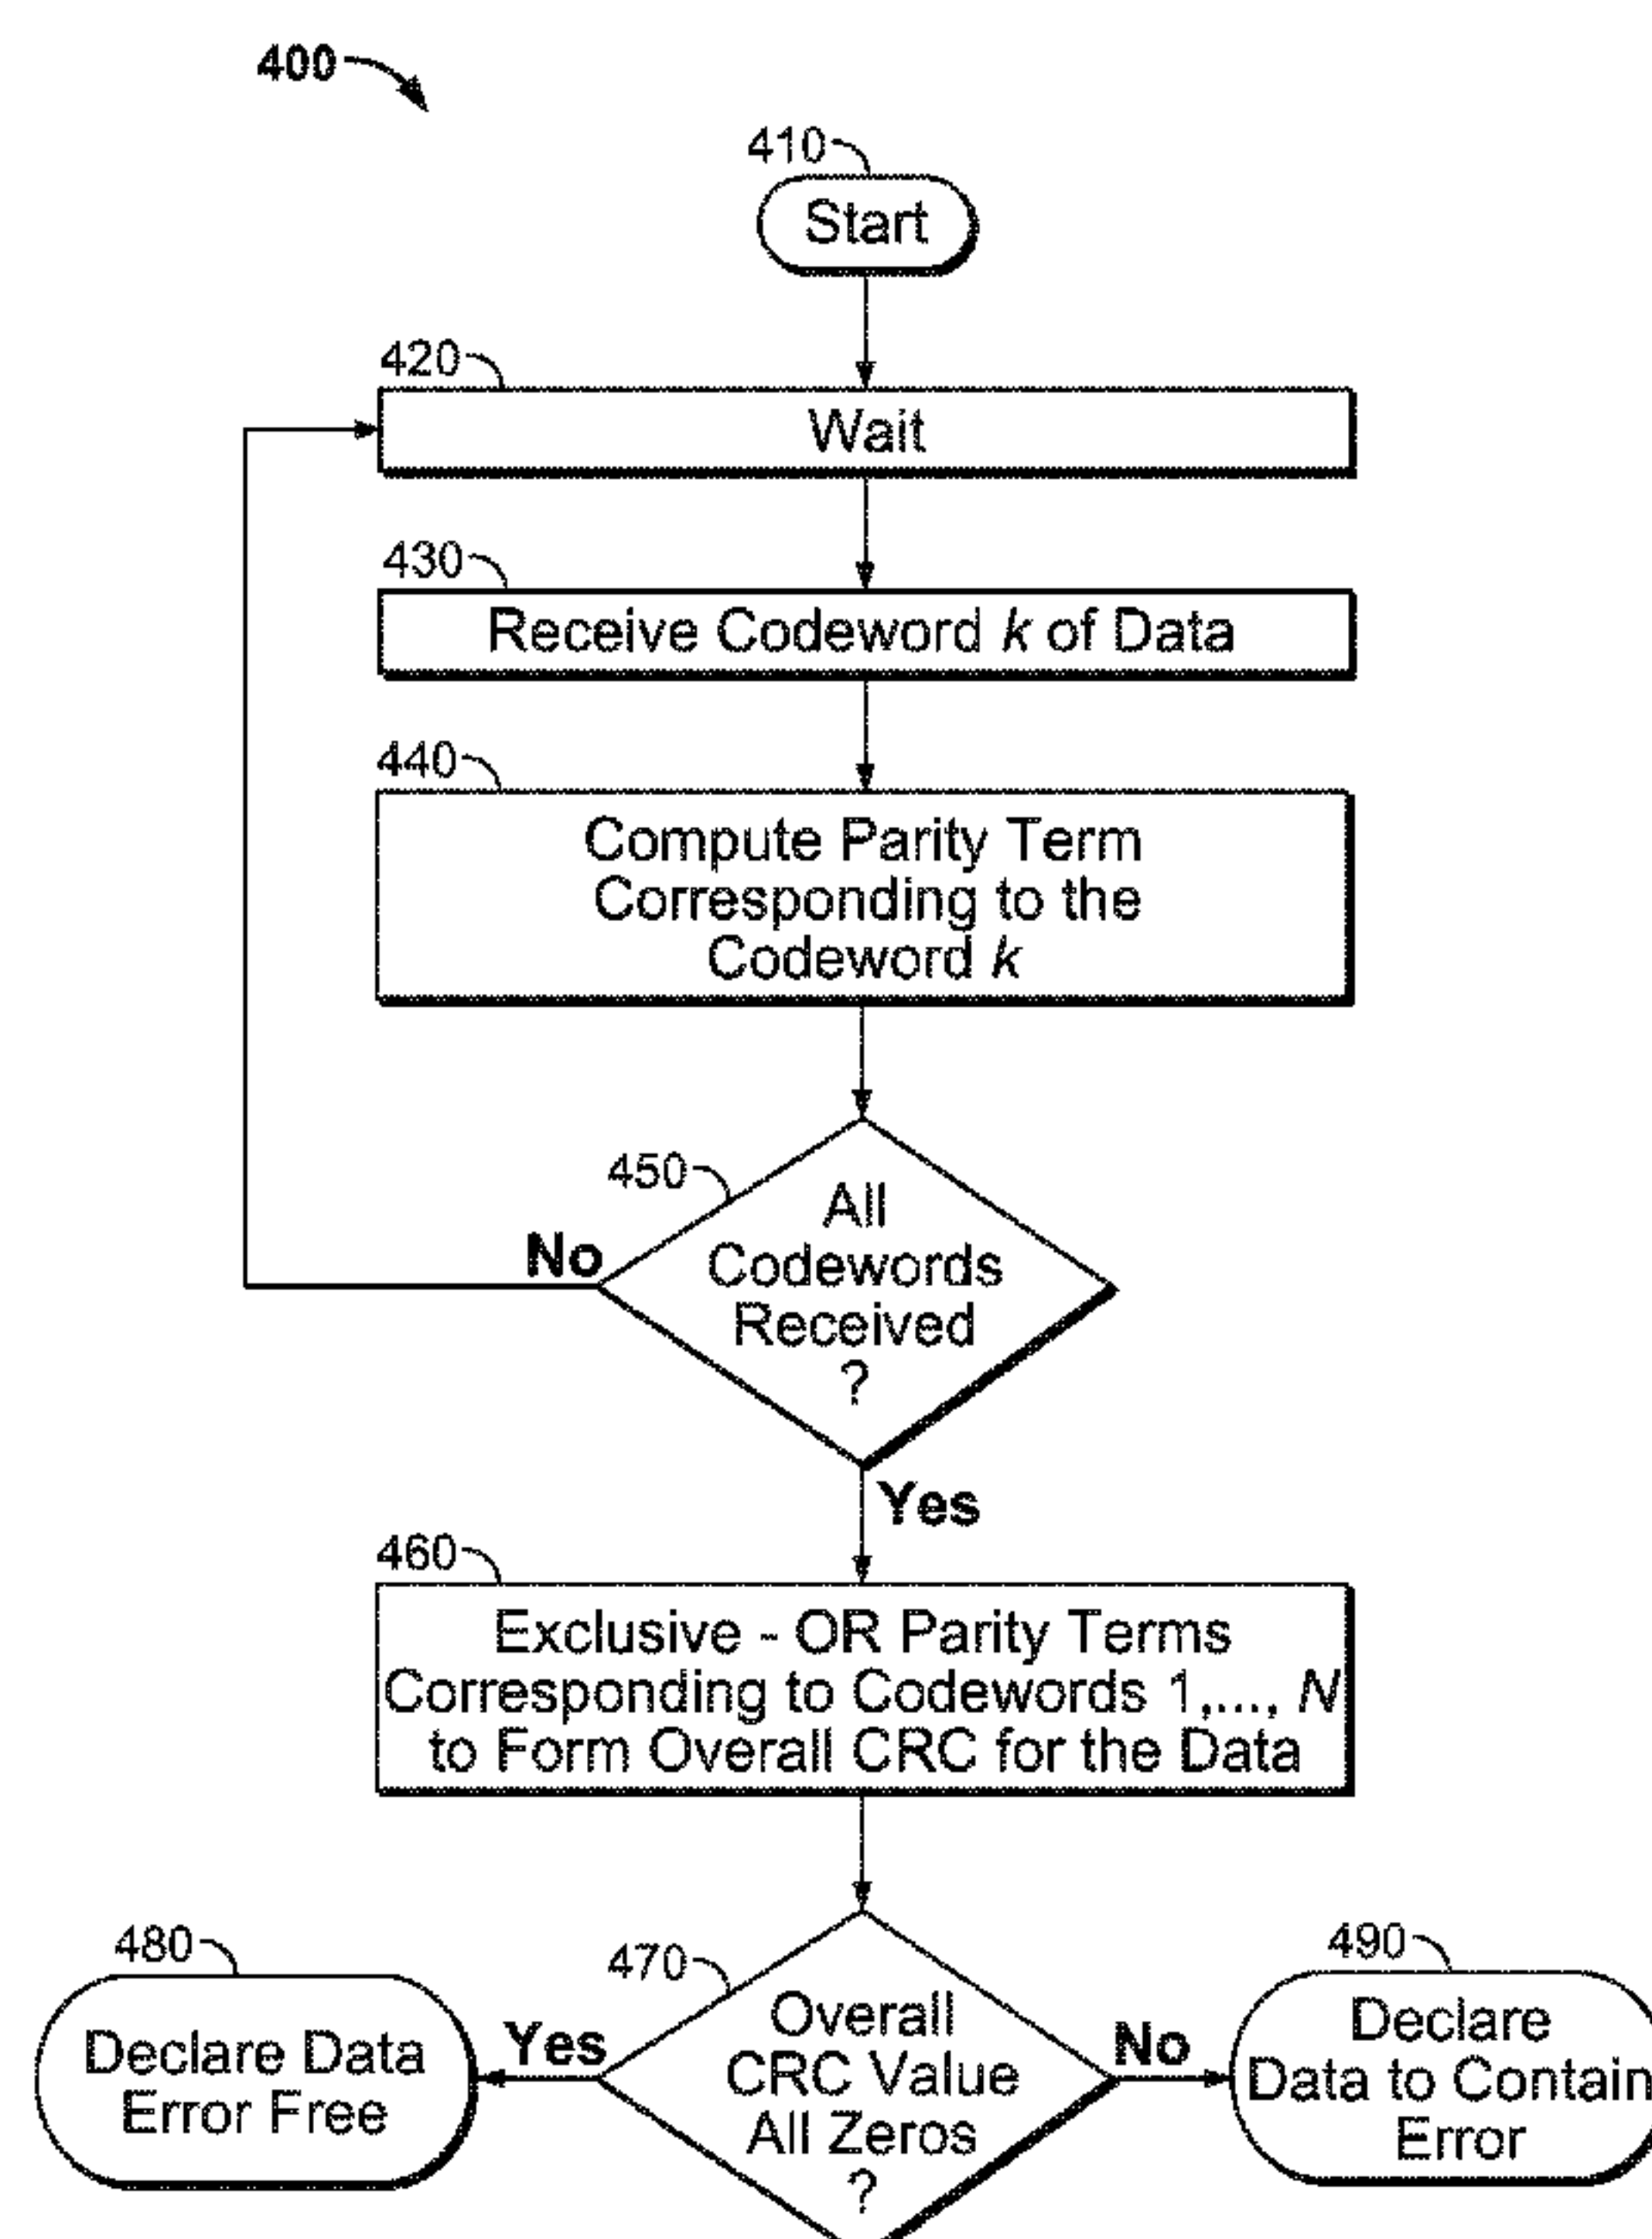 400
410
Start
420
Wait
430
Receive Codeword k of Data
440
Compute Parity Term
Corresponding to the
Codeword k
450
All
Codewords
Received
?
No
Yes
460
Exclusive - OR Parity Terms
Corresponding to Codewords 1,..., N
to Form Overall CRC for the Data
470
Overall
CRC Value
All Zeros
?
Yes
No
480
Declare Data
Error Free
490
Declare
Data to Contain
Error